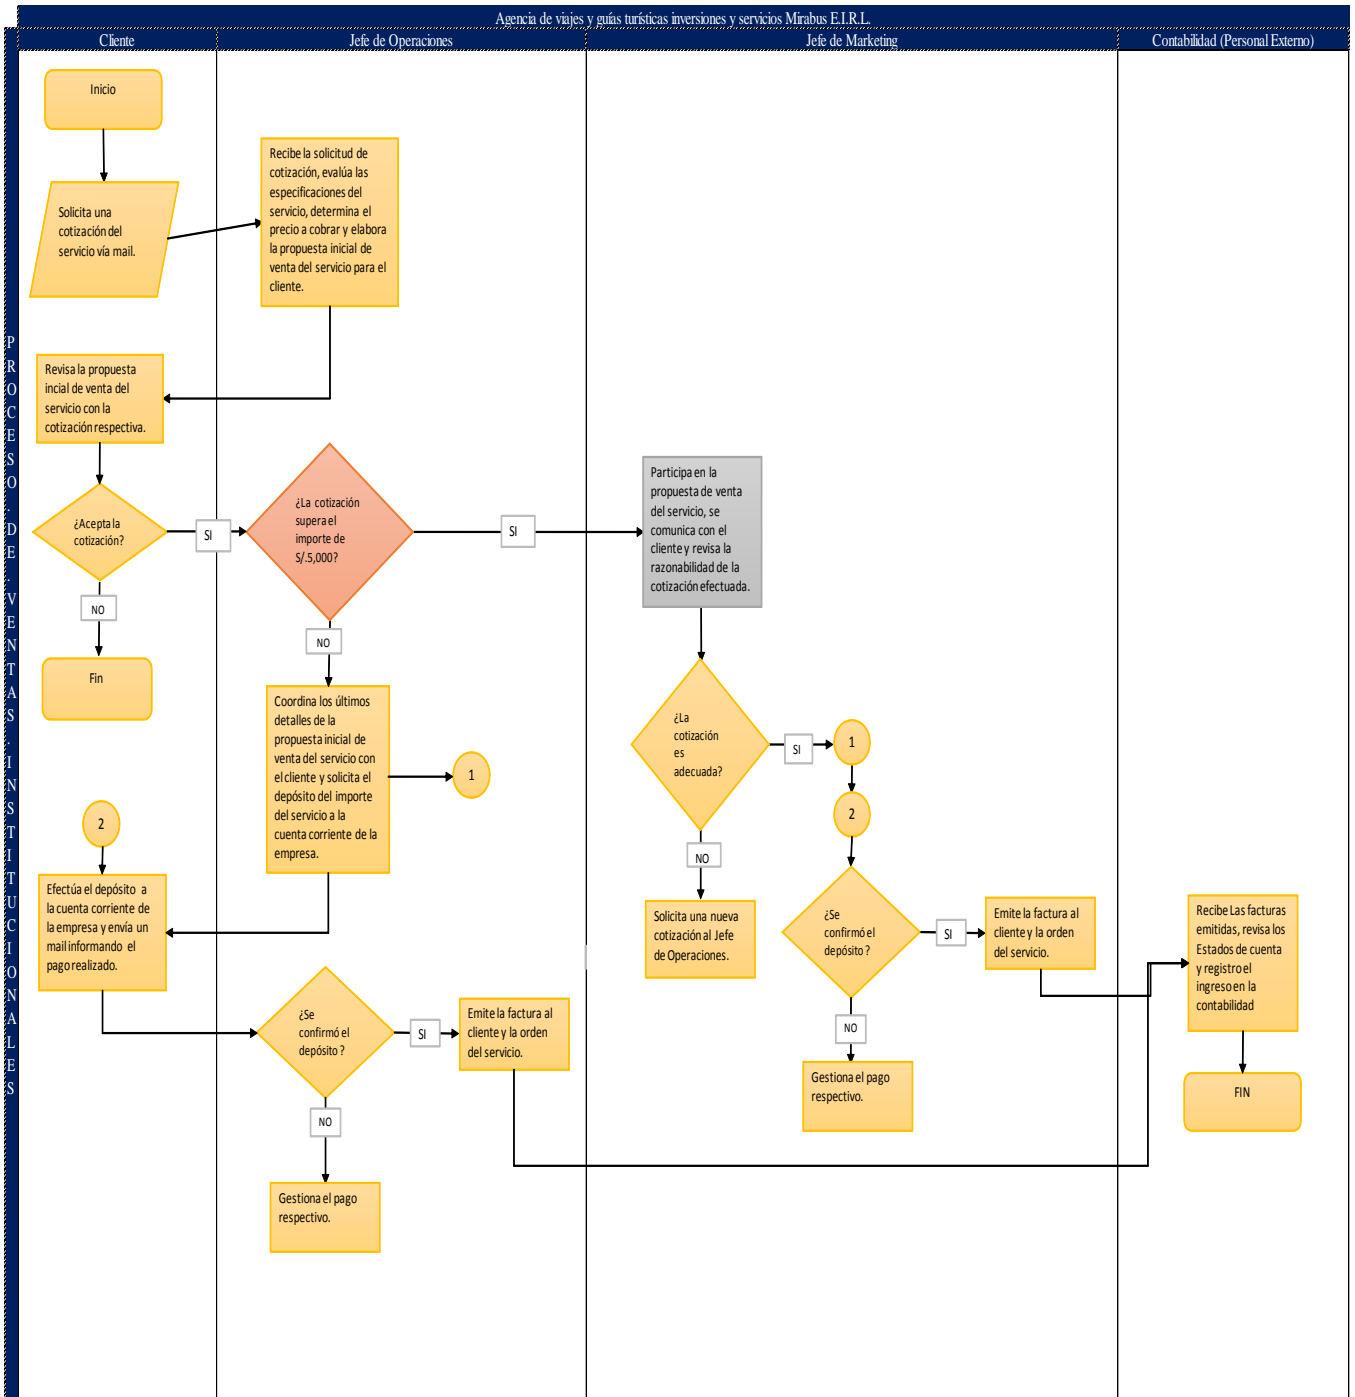 Agencia de viajes y guías turísticas inversiones y servicios Mirabus E.I.R.L.
Cliente
Jefe de Operaciones
Jefe de Marketing
Contabilidad (Personal Externo)
PROCESO.DE.VENTAS.INSTITUCIONALES
Inicio
Solicita una
cotización del
servicio vía mail.
Recibe la solicitud de
cotización, evalúa las
especificaciones del
servicio, determina el
precio a cobrar y elabora
la propuesta inicial de
venta del servicio para el
cliente.
Revisa la propuesta
incial de venta del
servicio con la
cotización respectiva.
¿Acepta la
cotización?
SI
NO
Fin
¿La cotización
supera el
importe de
S/.5,000?
SI
NO
Participa en la
propuesta de venta
del servicio, se
comunica con el
cliente y revisa la
razonabilidad de la
cotización efectuada.
Coordina los últimos
detalles de la
propuesta inicial de
venta del servicio con
el cliente y solicita el
depósito del importe
del servicio a la
cuenta corriente de la
empresa.
1
¿La
cotización
es
adecuada?
SI
1
2
NO
Solicita una nueva
cotización al Jefe
de Operaciones.
2
Efectúa el depósito a
la cuenta corriente de
la empresa y envía un
mail informando el
pago realizado.
¿Se
confirmó el
depósito ?
SI
Emite la factura al
cliente y la orden
del servicio.
NO
Gestiona el pago
respectivo.
¿Se
confirmó el
depósito ?
SI
Emite la factura al
cliente y la orden
del servicio.
NO
Gestiona el pago
respectivo.
Recibe Las facturas
emitidas, revisa los
Estados de cuenta
y registro el
ingreso en la
contabilidad
FIN